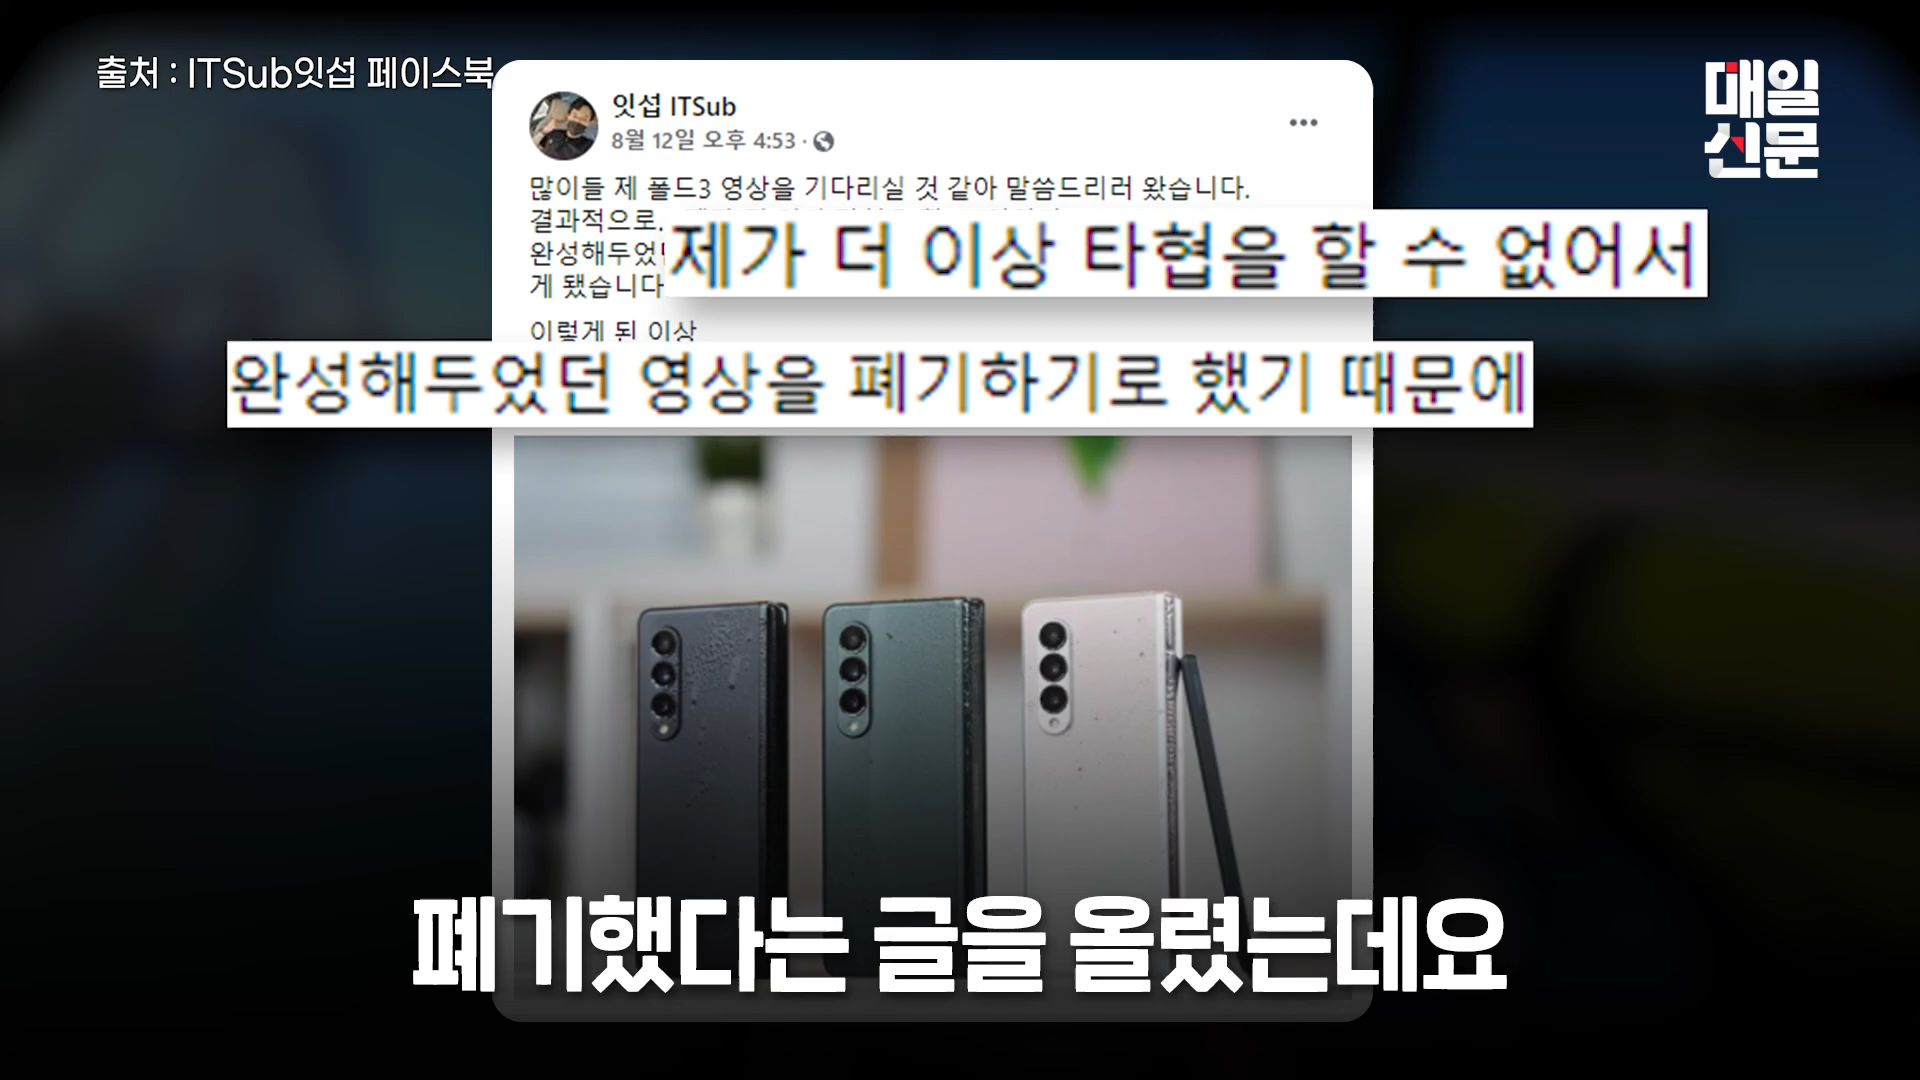 출처 : ITSub잇섭 페이스북
매일
신문
잇섭 ITSub
8월 12일 오후 4:53 ·
많이들 제 폴드3 영상을 기다리실 것 같아 말씀드리러 왔습니다.
결과적으로..
제가 더 이상 타협을 할 수 없어서
완성해두었던
게 됐습니다
이렇게 된 이상
완성해두었던 영상을 폐기하기로 했기 때문에
폐기했다는 글을 올렸는데요